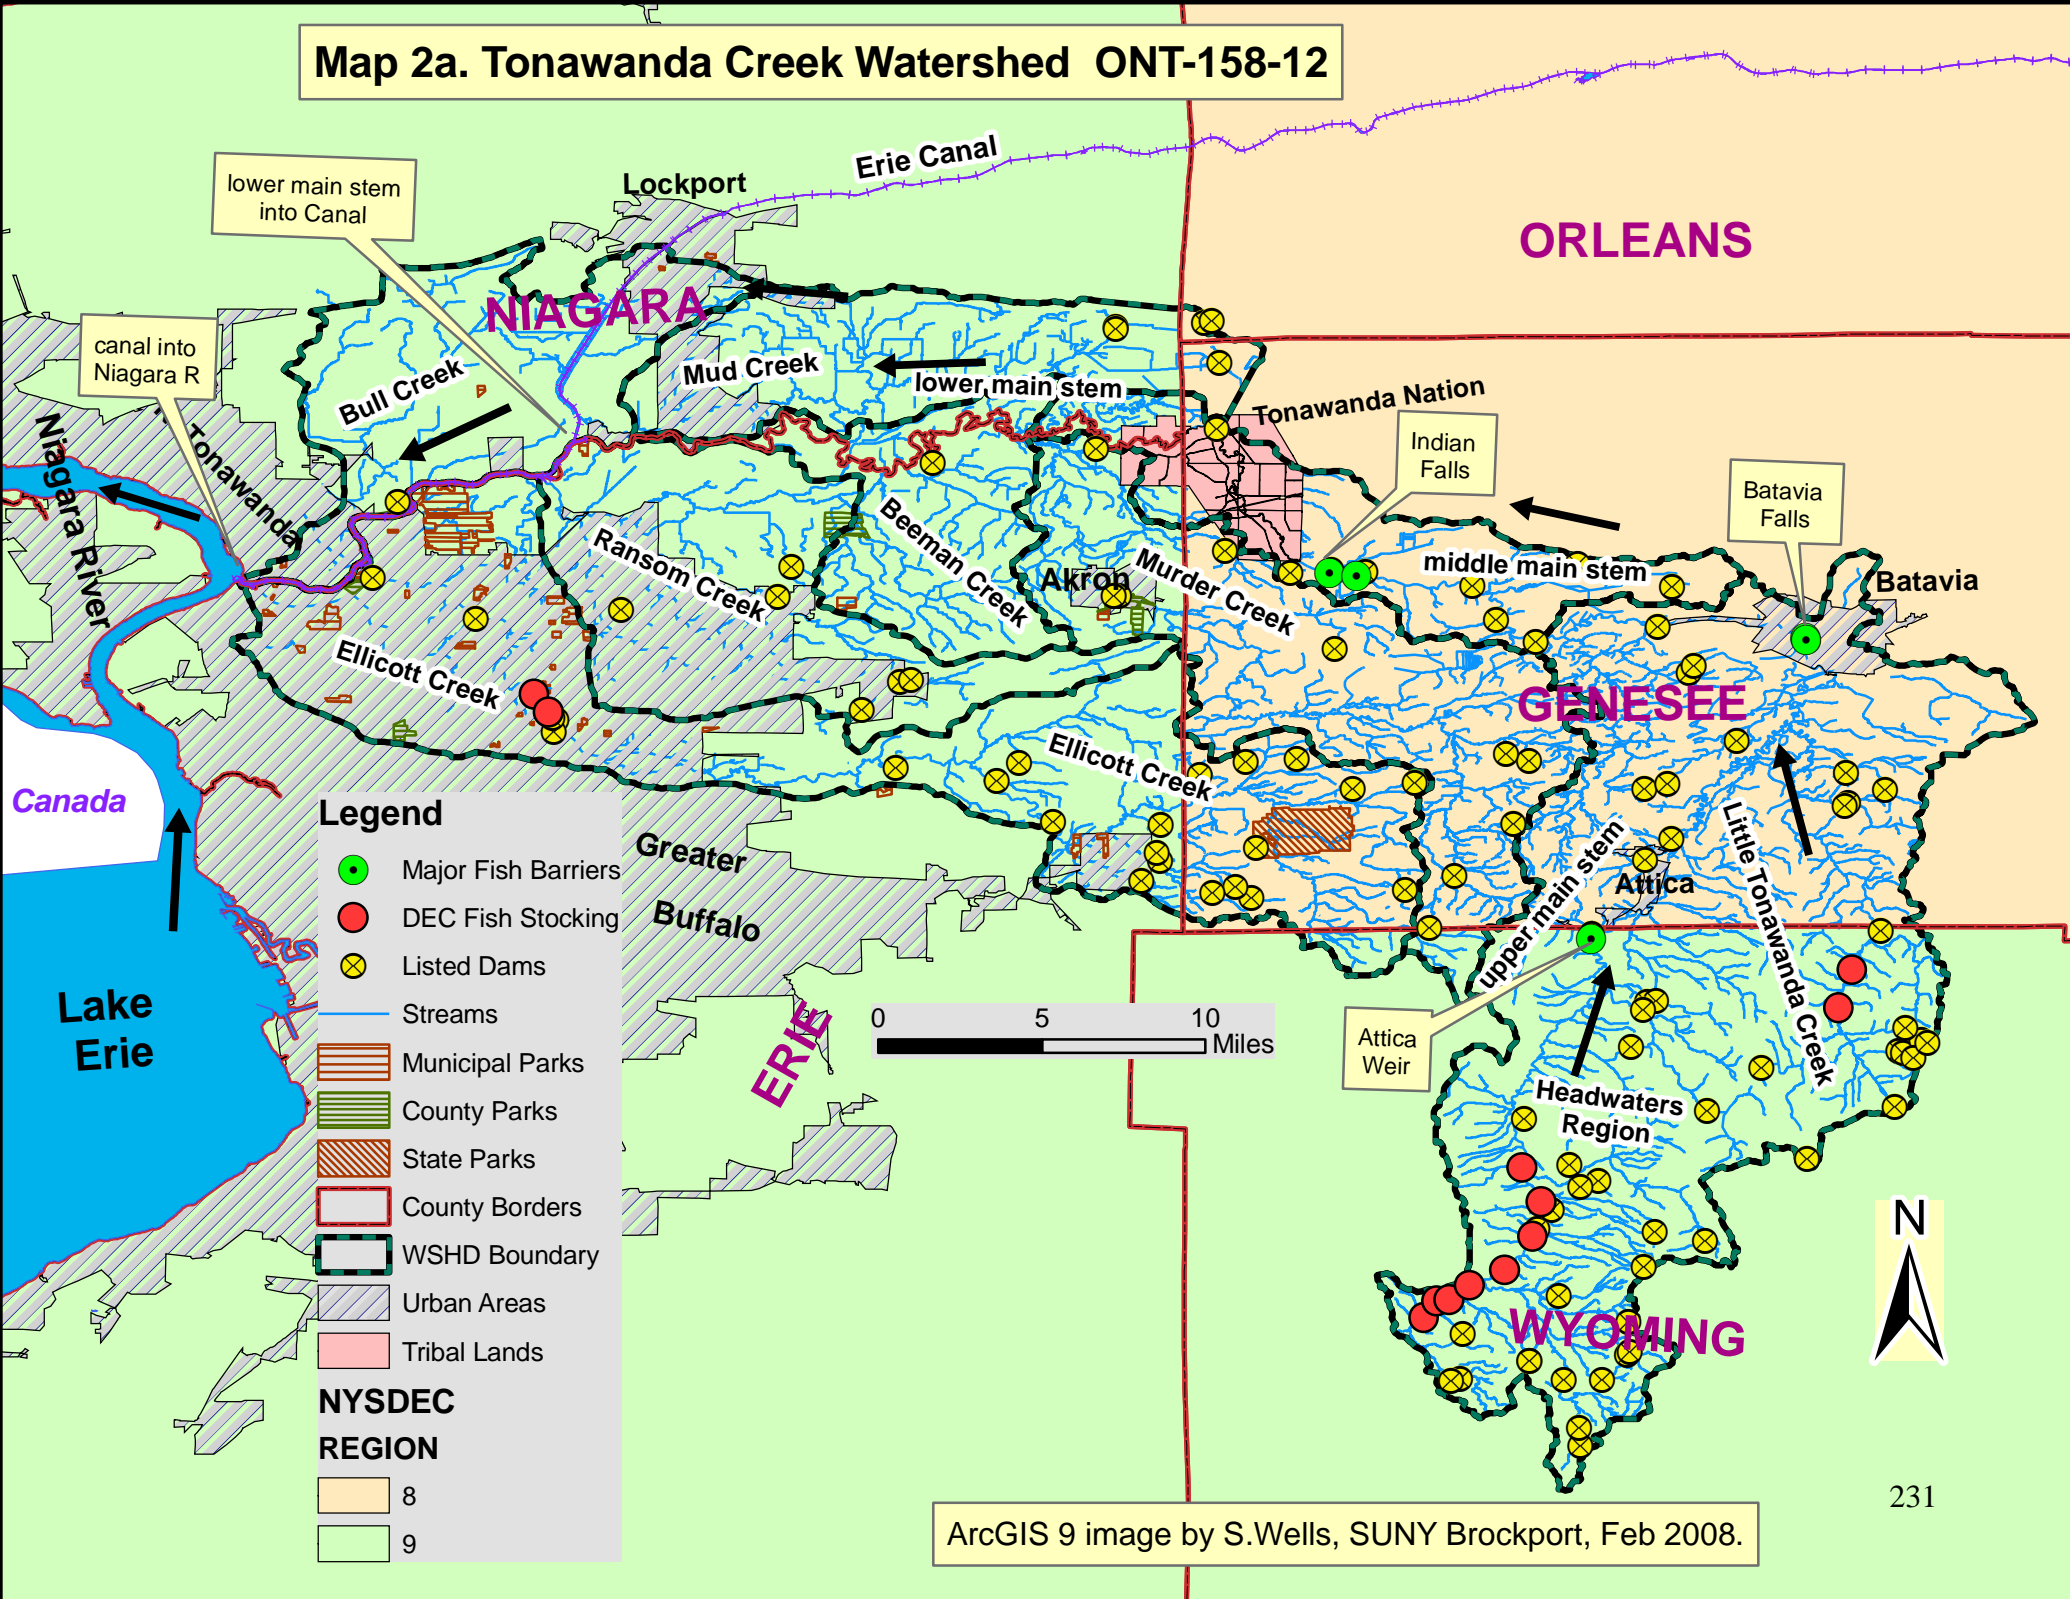 Map 2a. Tonawanda Creek Watershed  ONT-158-12
Erie Canal
Lockport
lower main stem
into Canal
ORLEANS
NIAGARA
canal into
Niagara R
Mud Creek
lower main stem
Bull Creek
Tonawanda Nation
Indian
Falls
Batavia
Falls
Niagara River
Tonawanda
Beeman Creek
Ransom Creek
Akron
Murder Creek
middle main stem
Batavia
Ellicott Creek
GENESEE
Ellicott Creek
Canada
Greater
Buffalo
upper main stem
Attica
Little Tonawanda Creek
Lake
Erie
ERIE
0
5
10
Miles
Attica
Weir
Headwaters
Region
WYOMING
N
Legend
Major Fish Barriers
DEC Fish Stocking
Listed Dams
Streams
Municipal Parks
County Parks
State Parks
County Borders
WSHD Boundary
Urban Areas
Tribal Lands
NYSDEC
REGION
8
9
231
ArcGIS 9 image by S.Wells, SUNY Brockport, Feb 2008.